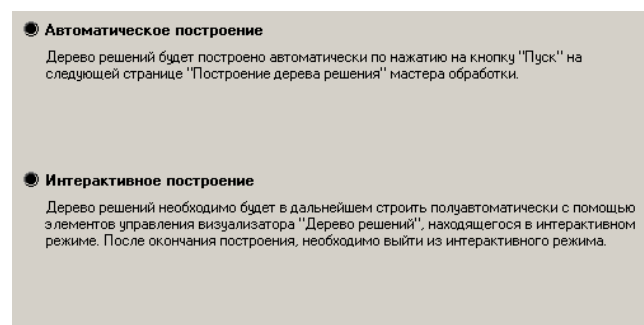 Автоматическое построение
Дерево решений будет построено автоматически по нажатию на кнопку "Пуск" на
следующей странице "Построение дерева решения" мастера обработки.
Интерактивное построение
Дерево решений необходимо будет в дальнейшем строить полуавтоматически с помощью
элементов управления визуализатора "Дерево решений", находящегося в интерактивном
режиме. После окончания построения, необходимо выйти из интерактивного режима.